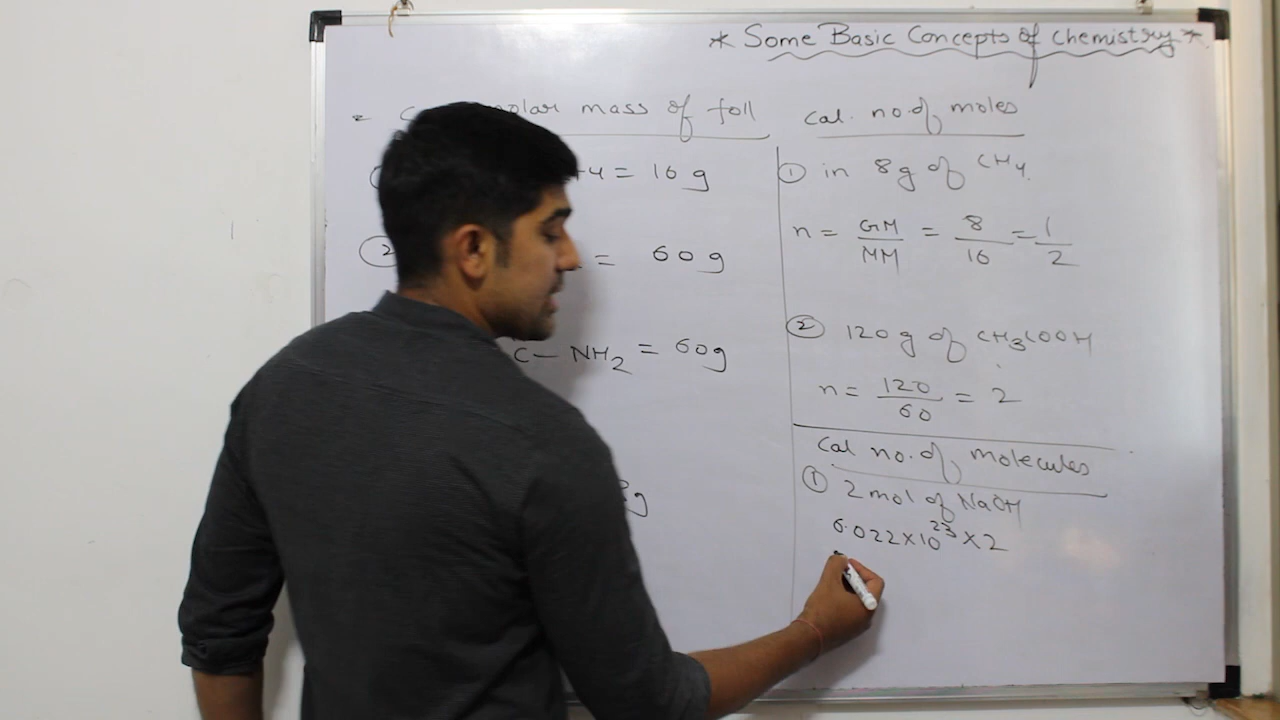 * Some Basic Concepts of Chemistry *
molar mass of foll
4 = 16 g
② = 60 g
C - NH₂ = 60g
g
Cal. no. of moles
① in 8g of CH₄.
n = GM/MM = 8/16 = 1/2
② 120 g of CH₃COOH
n = 120/60 = 2
Cal no. of molecules
① 2 mol of NaOH
6.022 × 10²³ × 2